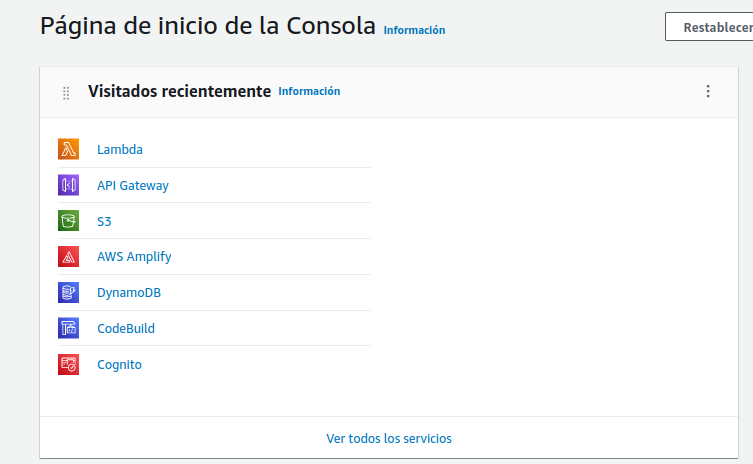 Página de inicio de la Consola Información
Restablecer
Visitados recientemente Información
Lambda
API Gateway
S3
AWS Amplify
DynamoDB
CodeBuild
Cognito
Ver todos los servicios